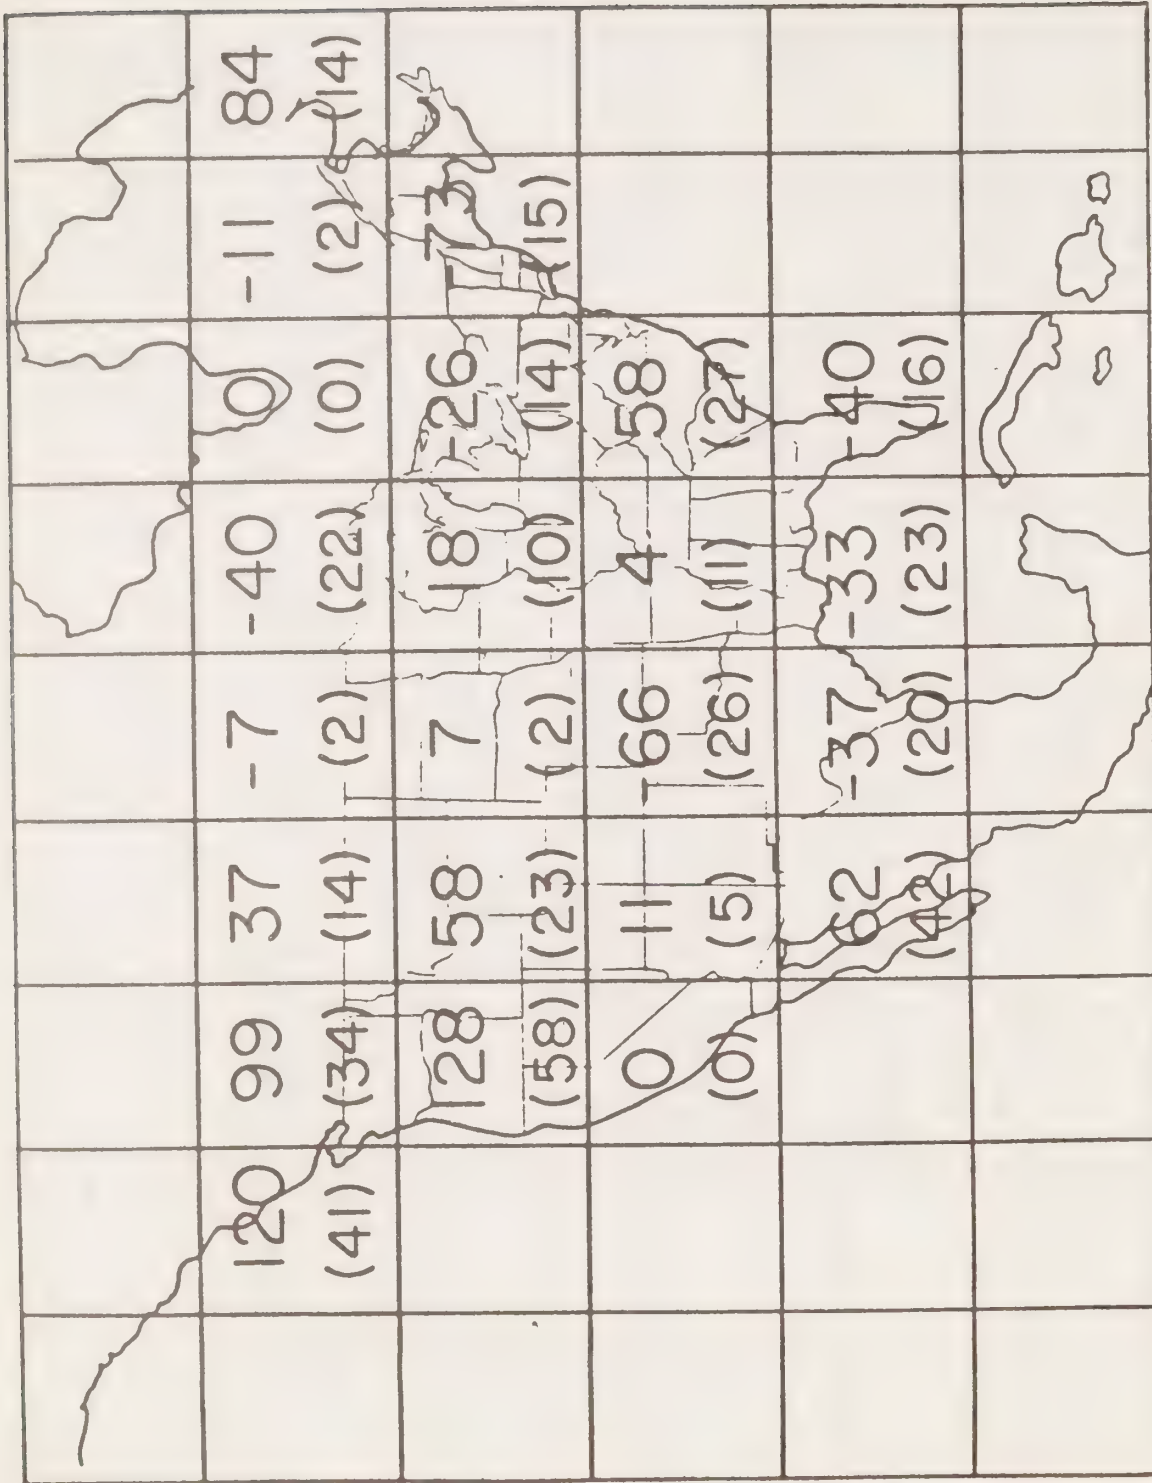 120 99 37 -7 -40 0 -11 84
(41) (34) (14) (2) (22) (0) (2) (14)
128 58 7 18 -26 -73
(58) (23) (2) (10) (14) (15)
0 11 -66 4 58
(0) (5) (26) (11) (27)
62 -37 -33 -40
(42) (20) (23) (16)